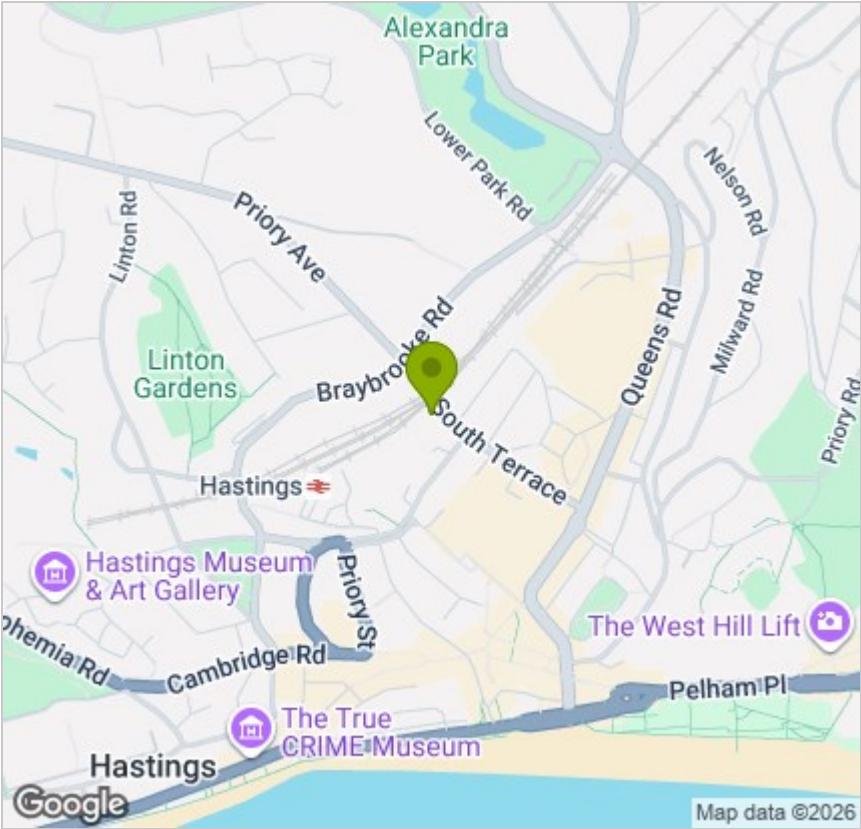 Alexandra
Park
Lower Park Rd
Nelson Rd
Linton Rd
Priory Ave
Milward Rd
Queens Rd
Braybrooke Rd
Linton
Gardens
South Terrace
Priory Rd
Hastings
Hastings Museum
& Art Gallery
Priory St
The West Hill Lift
ohemia Rd
Cambridge Rd
Pelham Pl
The True
CRIME Museum
Hastings
Google
Map data ©2026